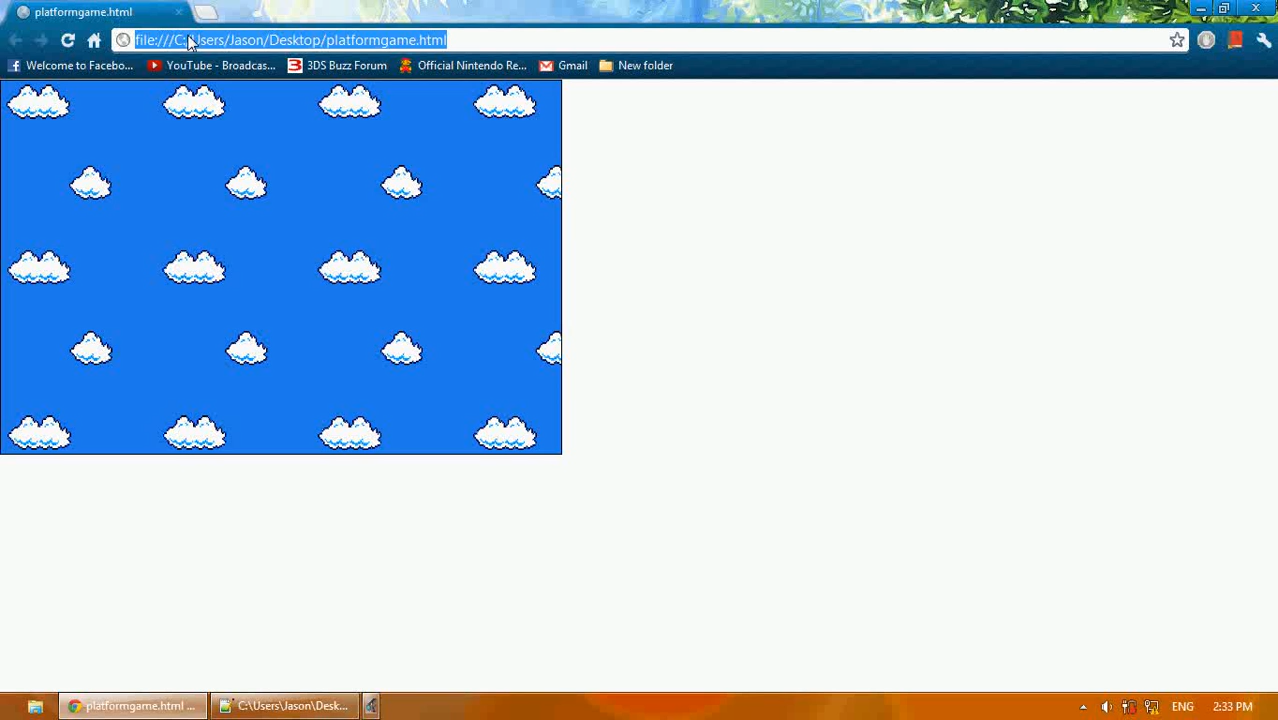 platformgame.html
file:///C:/Users/Jason/Desktop/platformgame.html
Welcome to Facebo... YouTube - Broadcas... 3DS Buzz Forum Official Nintendo Re... Gmail New folder
platformgame.html ... C:\Users\Jason\Desk... ENG 2:33 PM